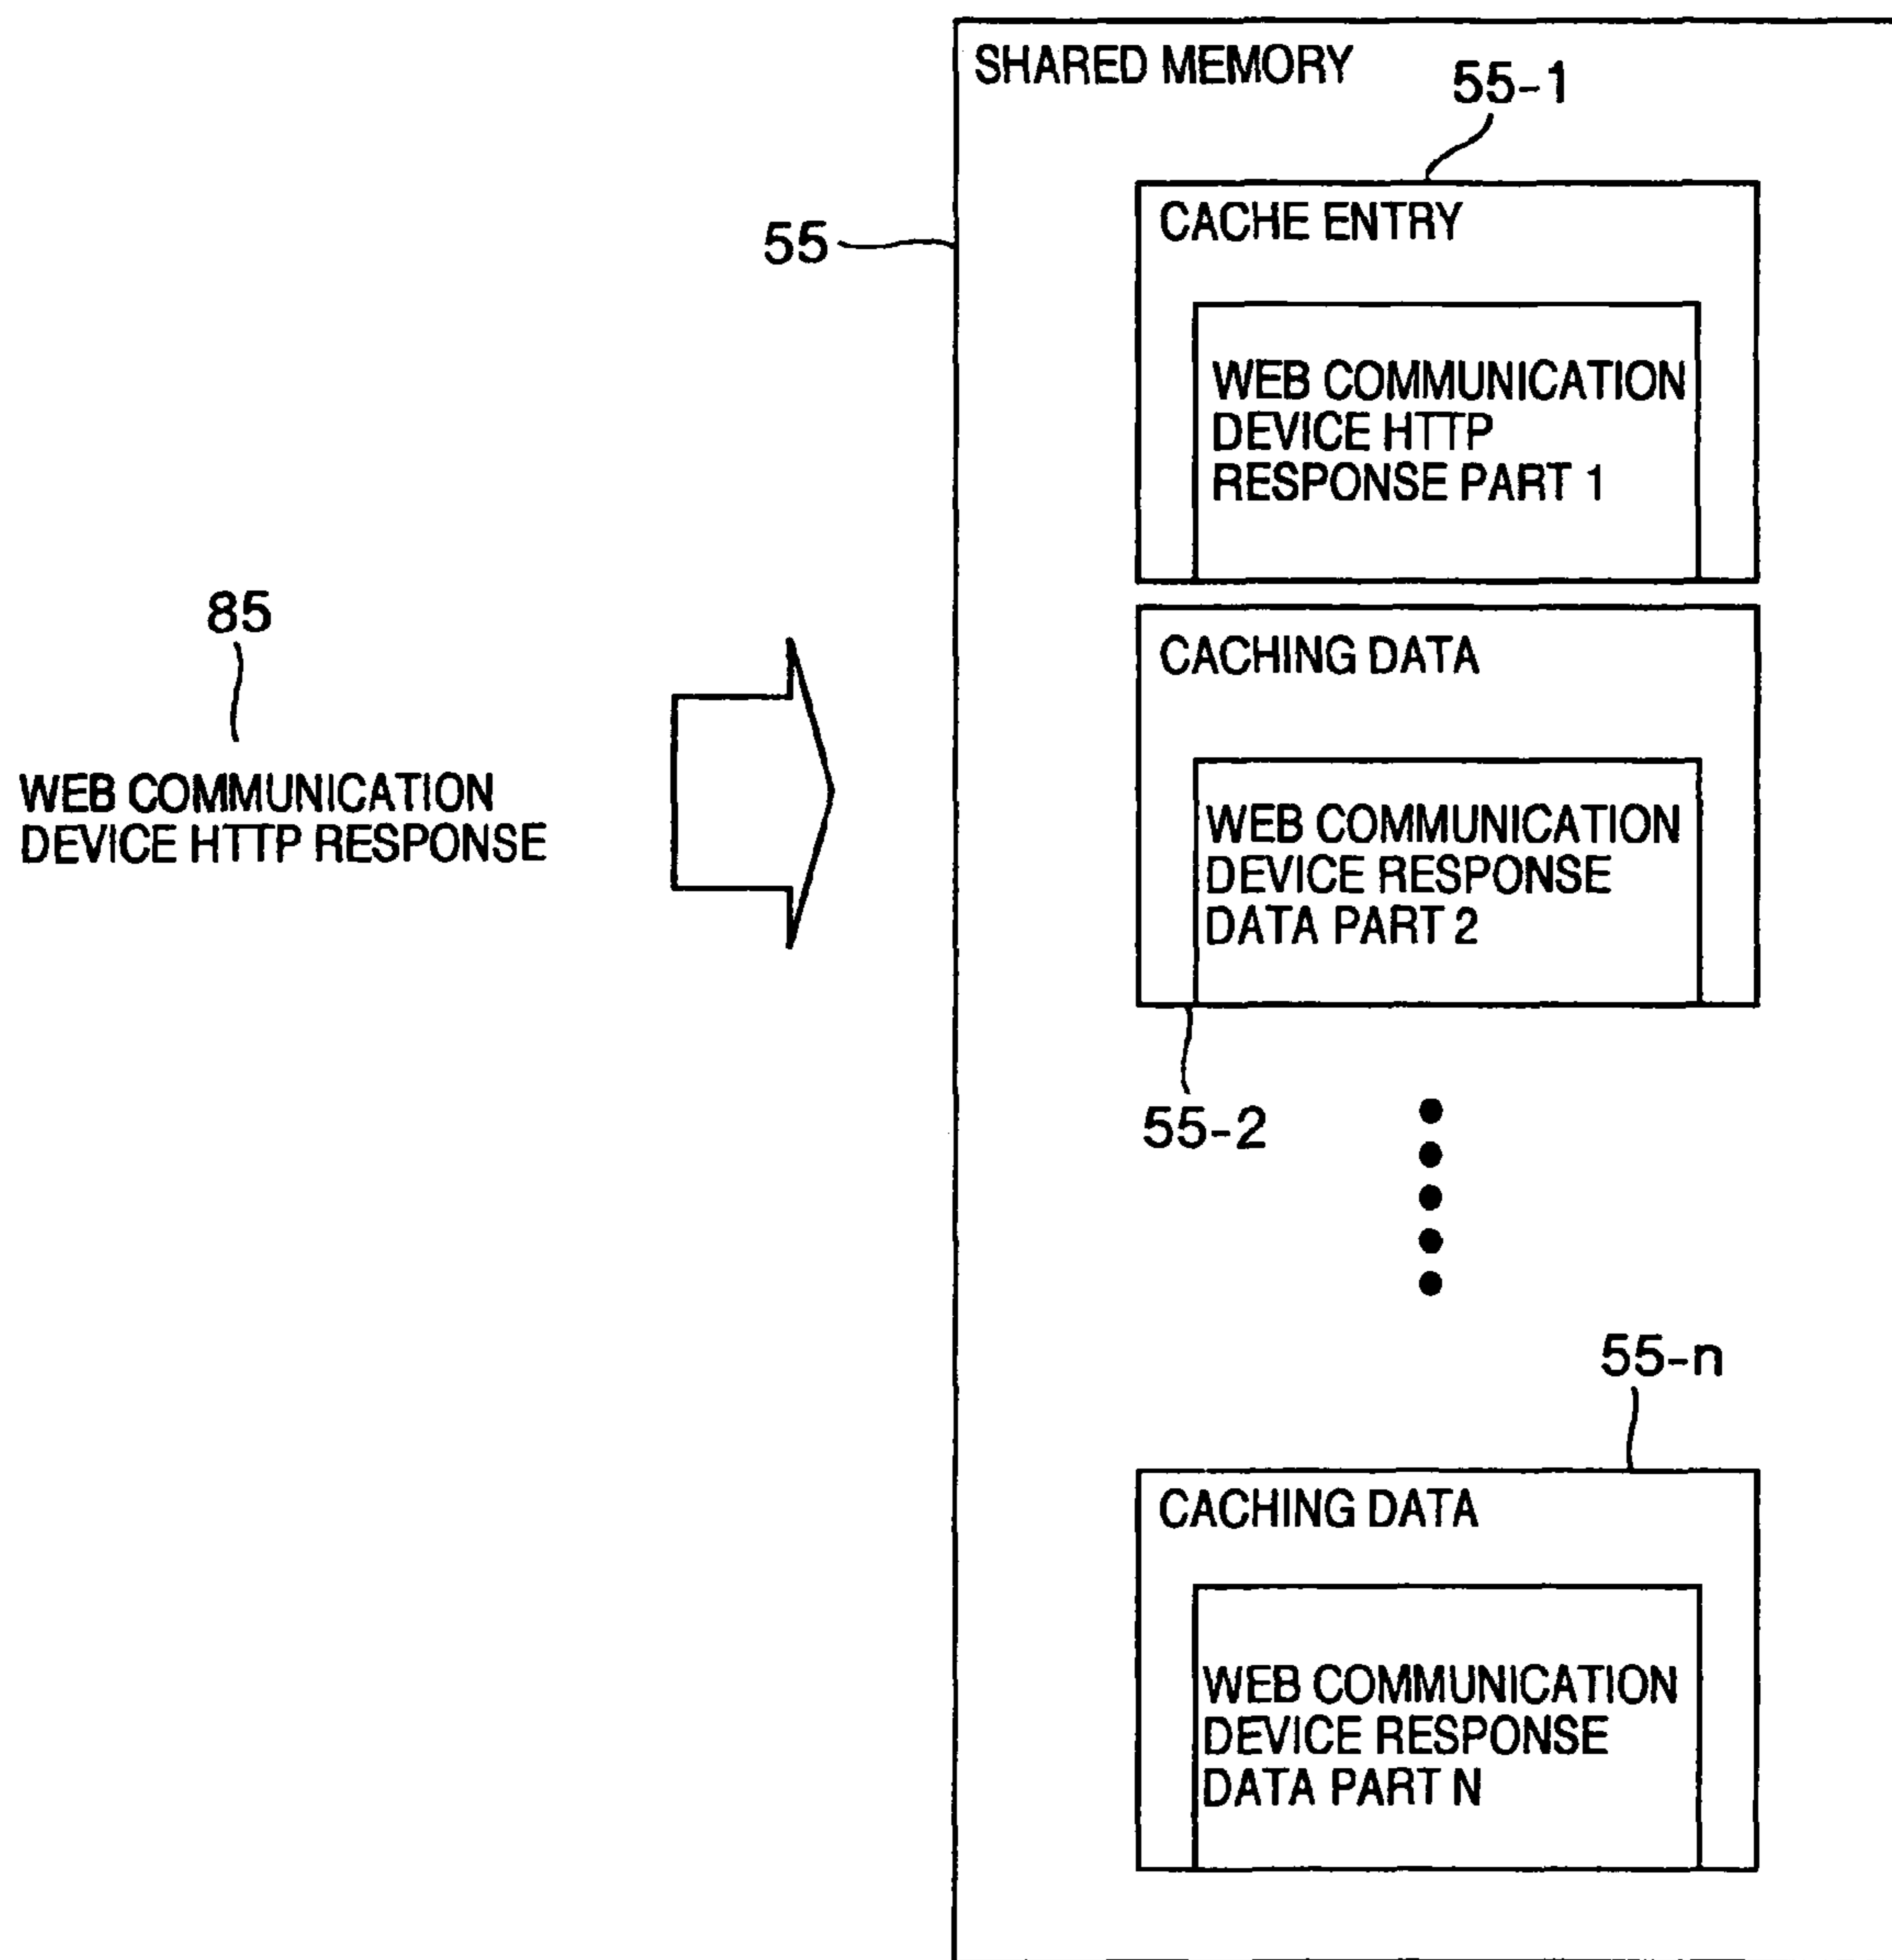 SHARED MEMORY
55-1
55
CACHE ENTRY
WEB COMMUNICATION
DEVICE HTTP
RESPONSE PART 1
85
WEB COMMUNICATION
DEVICE HTTP RESPONSE
CACHING DATA
WEB COMMUNICATION
DEVICE RESPONSE
DATA PART 2
55-2
55-n
CACHING DATA
WEB COMMUNICATION
DEVICE RESPONSE
DATA PART N